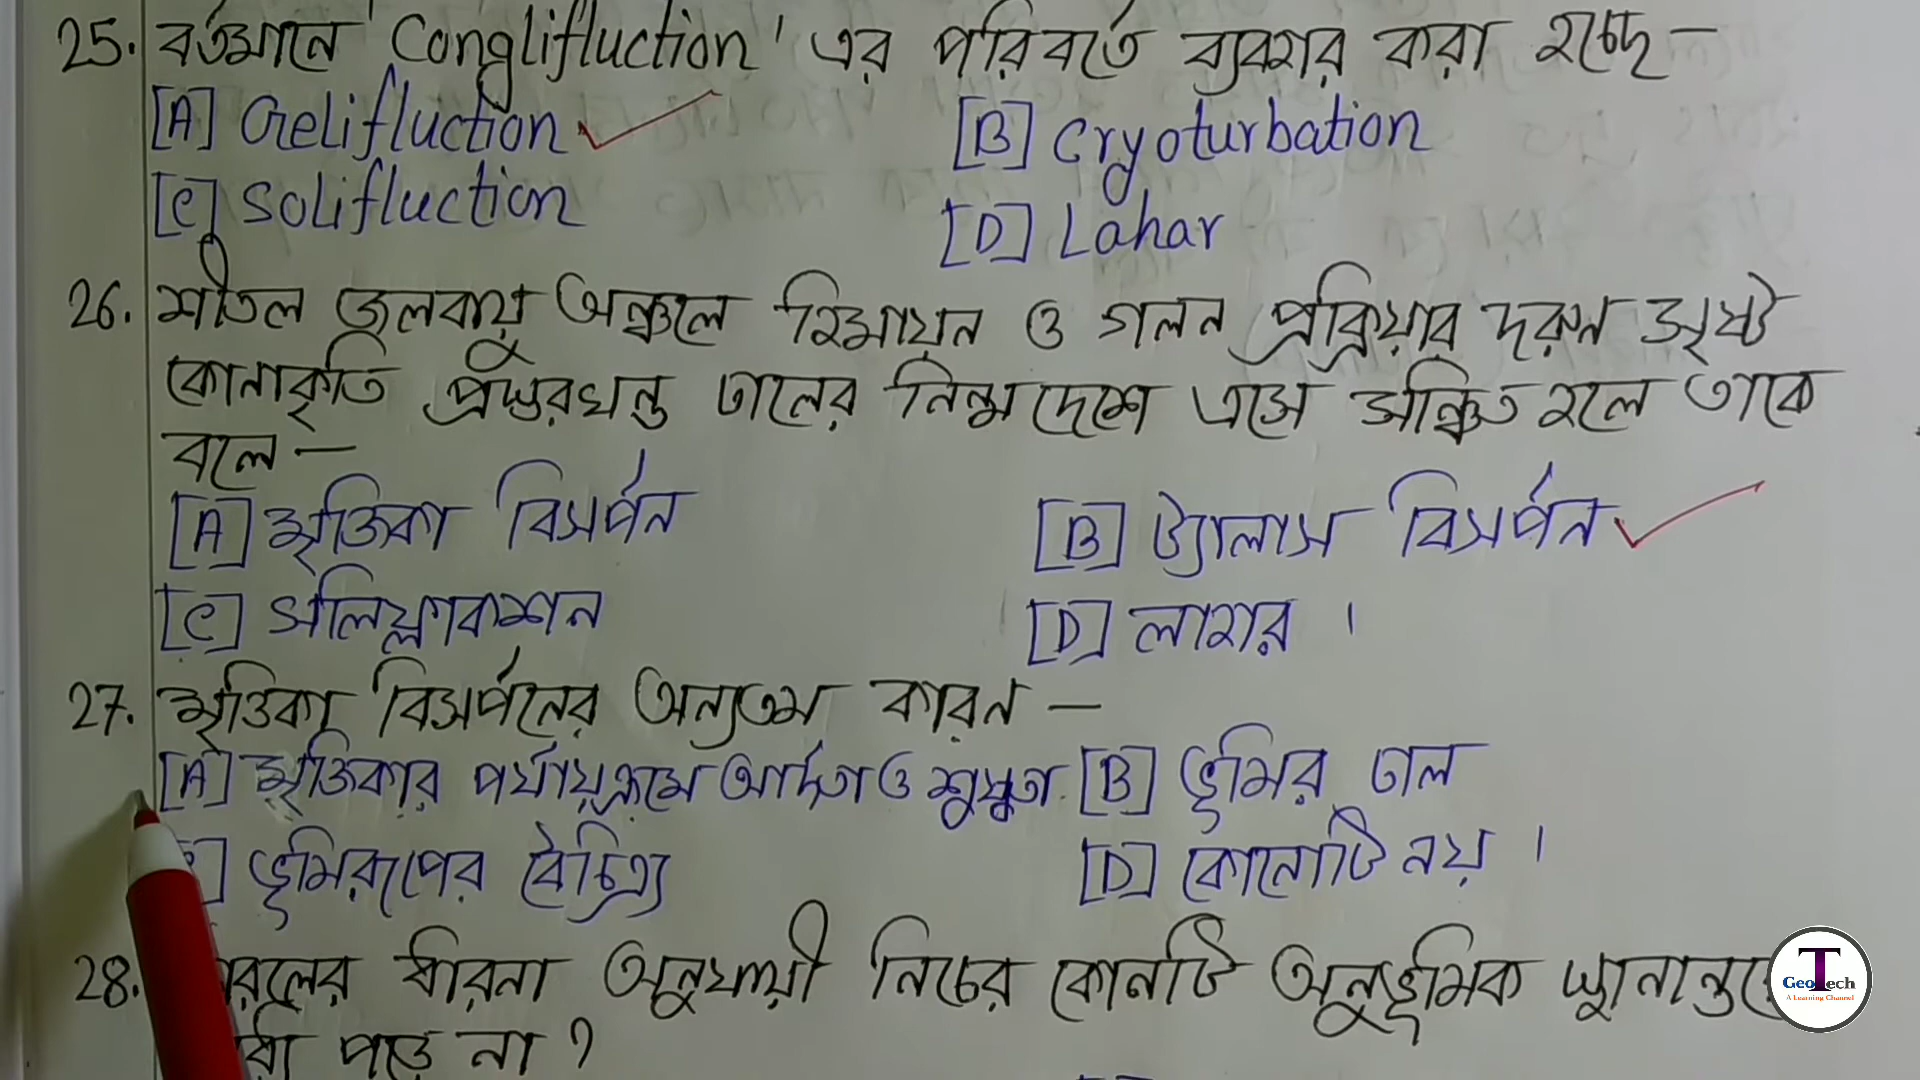 25. বর্তমানে 'Conglifluction' এর পরিবর্তে ব্যবহার করা হচ্ছে —
[A] Gelifluction [B] Cryoturbation
[C] Solifluction [D] Lahar
26. শীতল জলবায়ু অঞ্চলে হিমায়ন ও গলন প্রক্রিয়ার দরুন সৃষ্ট
কোনাকৃতি প্রস্তরখন্ড ঢালের নিম্নদেশে এসে সঞ্চিত হলে তাকে
বলে —
[A] মৃত্তিকা বিসর্পন [B] ট্যালাস বিসর্পন
[C] সলিফ্লাকশন [D] লাহার ।
27. মৃত্তিকা বিসর্পনের অন্যতম কারন —
[A] মৃত্তিকার পর্যায়ক্রমে আর্দ্রতা ও শুষ্কতা [B] ভূমির ঢাল
ভূমিরূপের বৈচিত্র্য [D] কোনোটি নয় ।
28. ধারনা অনুযায়ী নিচের কোনটি অনুভূমিক
পড়ে না ?
T
GeoTech
A Learning Channel